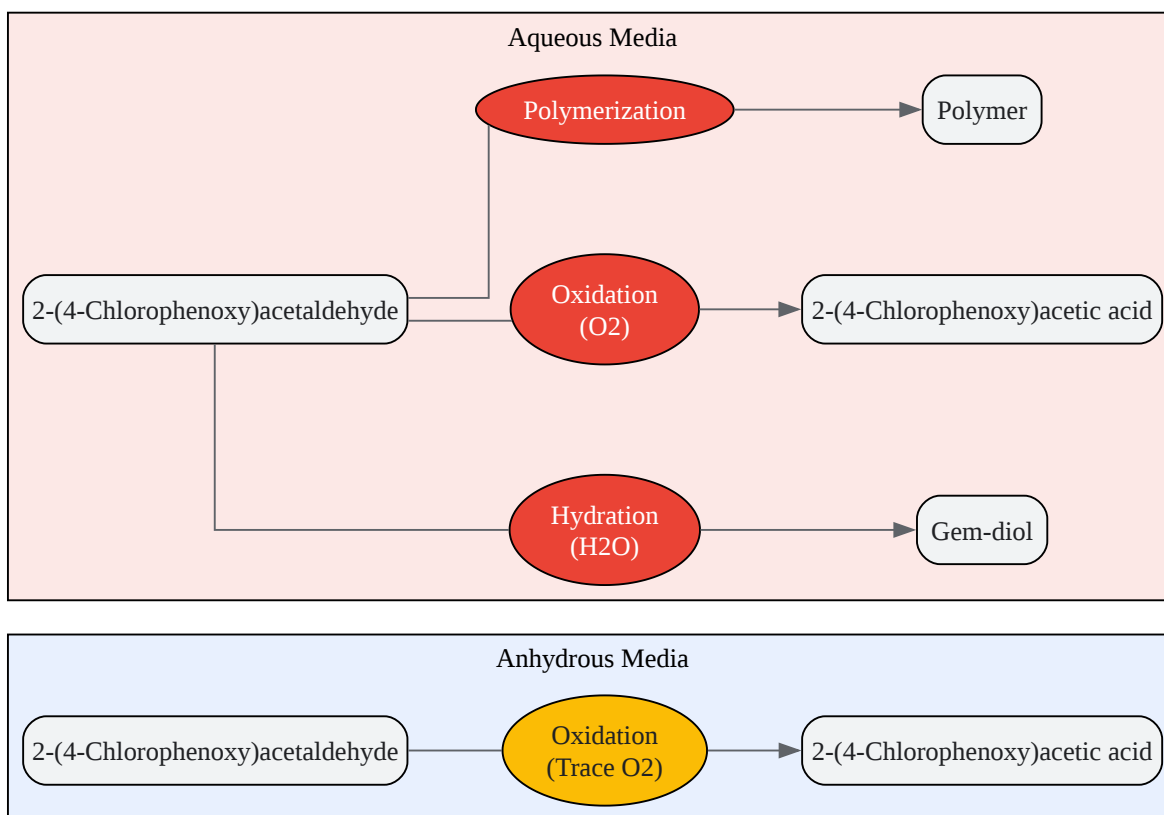 Aqueous Media
Polymerization
Polymer
2-(4-Chlorophenoxy)acetaldehyde
Oxidation
(O2)
2-(4-Chlorophenoxy)acetic acid
Hydration
(H2O)
Gem-diol
Anhydrous Media
2-(4-Chlorophenoxy)acetaldehyde
Oxidation
(Trace O2)
2-(4-Chlorophenoxy)acetic acid